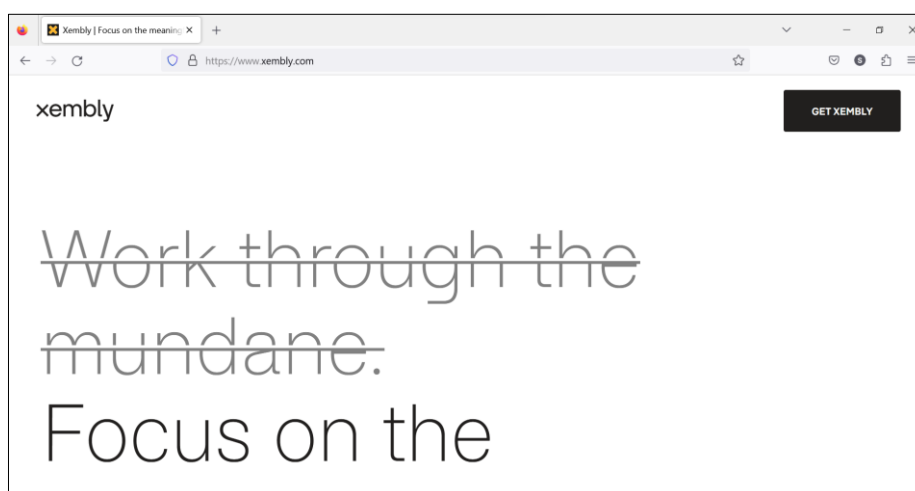 Xembly | Focus on the meaning
https://www.xembly.com
S
xembly
GET XEMBLY
Work through the
mundane.
Focus on the